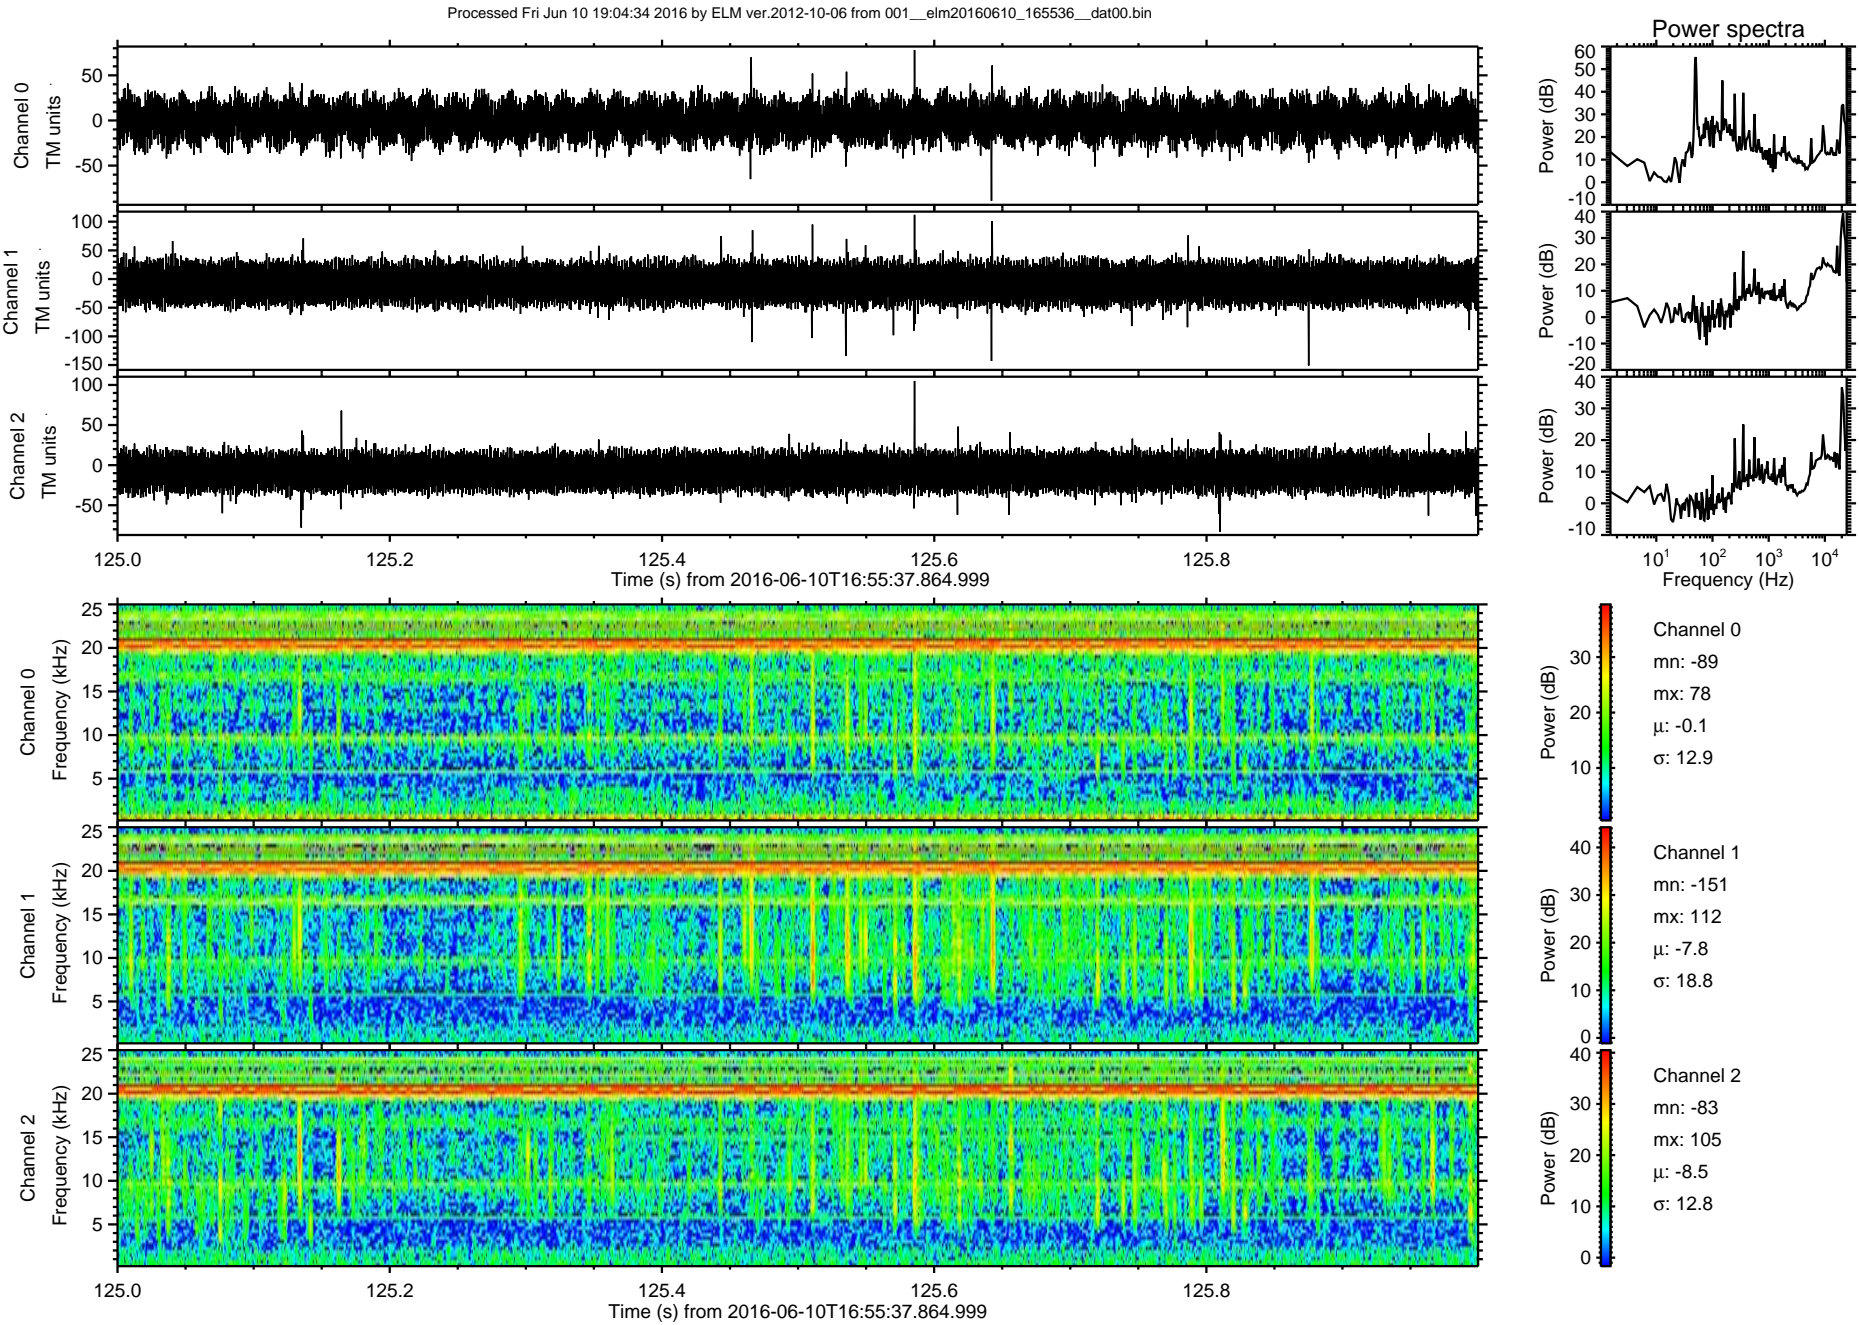 Processed Fri Jun 10 19:04:34 2016 by ELM ver.2012-10-06 from 001__elm20160610_165536__dat00.bin
Power spectra
Channel 0
TM units
50
0
-50
Power (dB)
60
50
40
30
20
10
0
-10
Channel 1
TM units
100
50
0
-50
-100
-150
Power (dB)
40
30
20
10
0
-10
-20
Channel 2
TM units
100
50
0
-50
Power (dB)
40
30
20
10
0
-10
125.0 125.2 125.4 125.6 125.8
Time (s) from 2016-06-10T16:55:37.864.999
10^1 10^2 10^3 10^4
Frequency (Hz)
Channel 0
Frequency (kHz)
25
20
15
10
5
Power (dB)
30
20
10
Channel 0
mn: -89
mx: 78
μ: -0.1
σ: 12.9
Channel 1
Frequency (kHz)
25
20
15
10
5
Power (dB)
40
30
20
10
0
Channel 1
mn: -151
mx: 112
μ: -7.8
σ: 18.8
Channel 2
Frequency (kHz)
25
20
15
10
5
Power (dB)
40
30
20
10
0
Channel 2
mn: -83
mx: 105
μ: -8.5
σ: 12.8
125.0 125.2 125.4 125.6 125.8
Time (s) from 2016-06-10T16:55:37.864.999